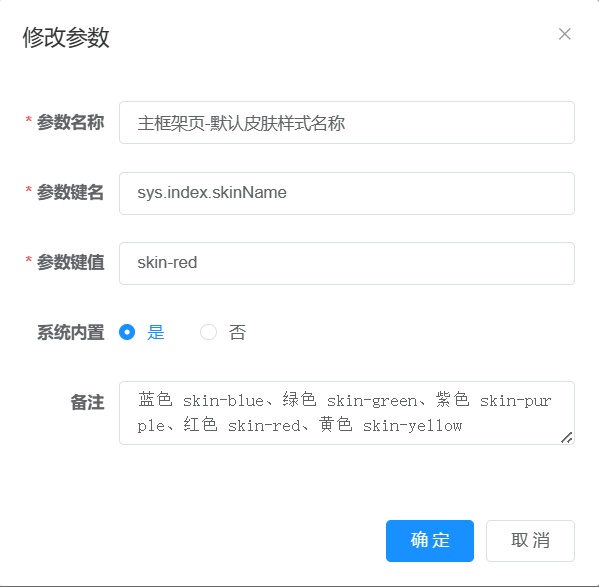 修改参数
* 参数名称 主框架页-默认皮肤样式名称
* 参数键名 sys.index.skinName
* 参数键值 skin-red
系统内置 是 否
备注 蓝色 skin-blue、绿色 skin-green、紫色 skin-pur
ple、红色 skin-red、黄色 skin-yellow
确定 取消